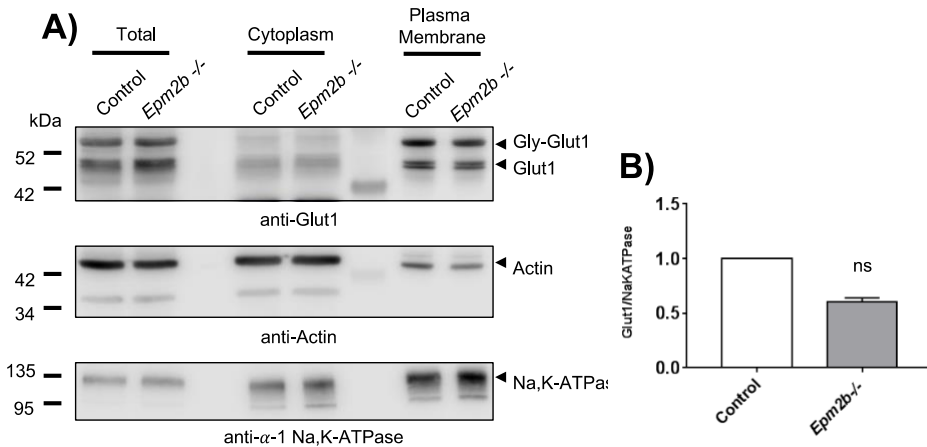 A)
Total
Cytoplasm
Plasma
Membrane
Control
Epm2b -/-
Control
Epm2b -/-
Control
Epm2b -/-
kDa
52
42
Gly-Glut1
Glut1
anti-Glut1
42
34
Actin
anti-Actin
135
95
Na,K-ATPas
anti-α-1 Na,K-ATPase
B)
Glut1/NaKATPase
1.5
1.0
0.5
0.0
ns
Control
Epm2b-/-